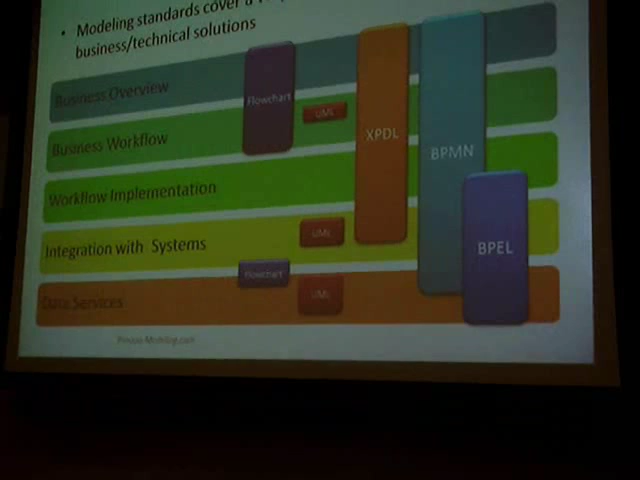 • Modeling standards cover a
business/technical solutions
Business Overview
Flowchart
UML
Business Workflow
XPDL
BPMN
Workflow Implementation
UML
Integration with Systems
BPEL
Flowchart
UML
Data Services